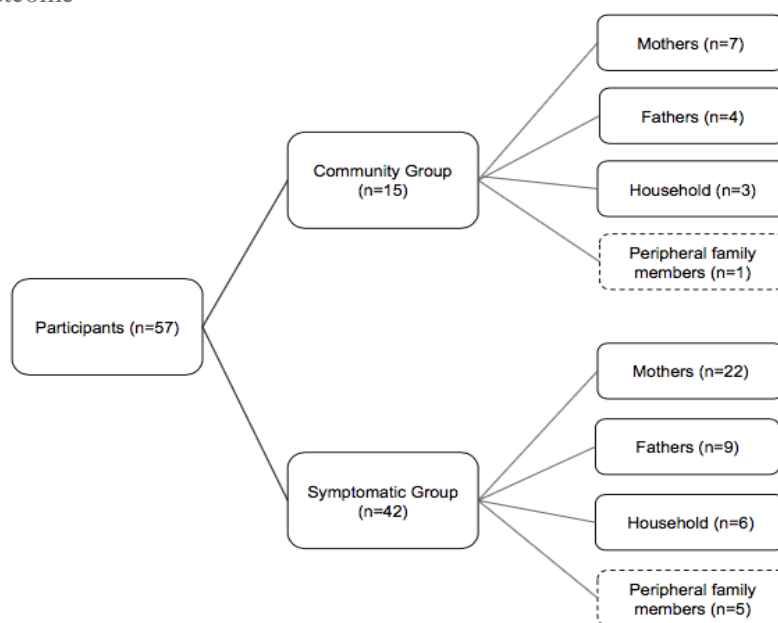 Mothers (n=7)
Fathers (n=4)
Community Group
(n=15)
Household (n=3)
Peripheral family
members (n=1)
Participants (n=57)
Mothers (n=22)
Fathers (n=9)
Symptomatic Group
(n=42)
Household (n=6)
Peripheral family
members (n=5)